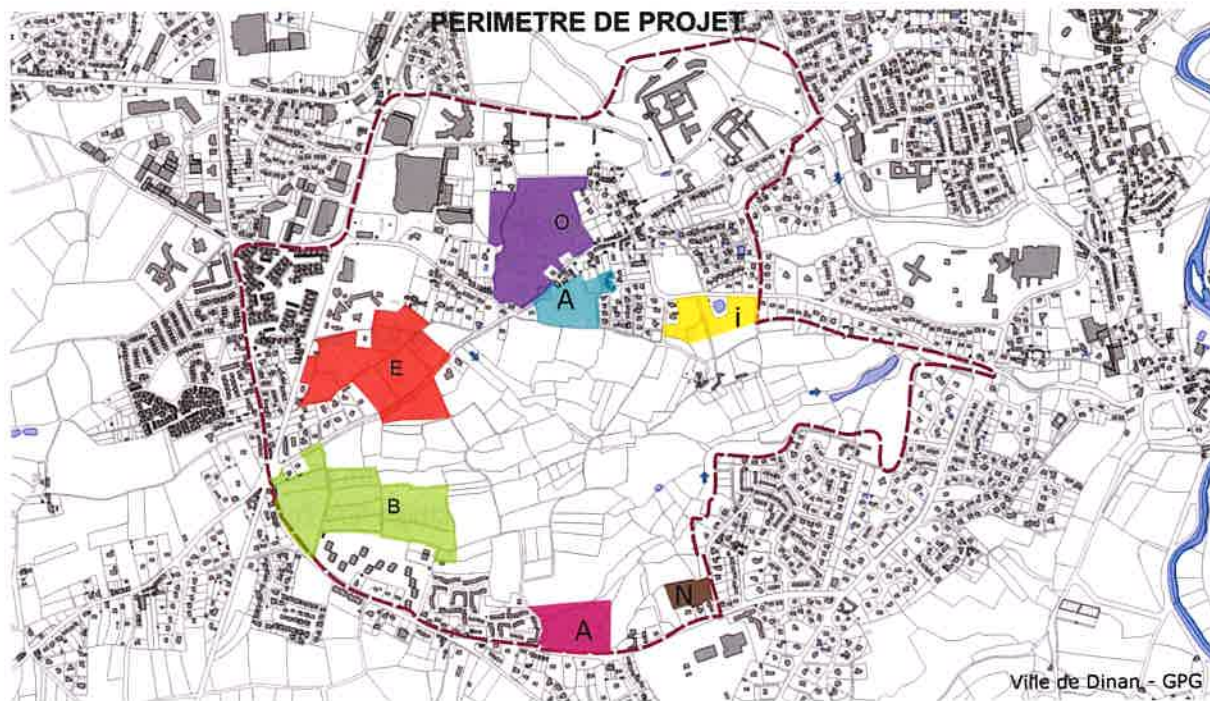 PERIMETRE DE PROJET
O
A
i
E
B
N
A
Ville de Dinan - GPG